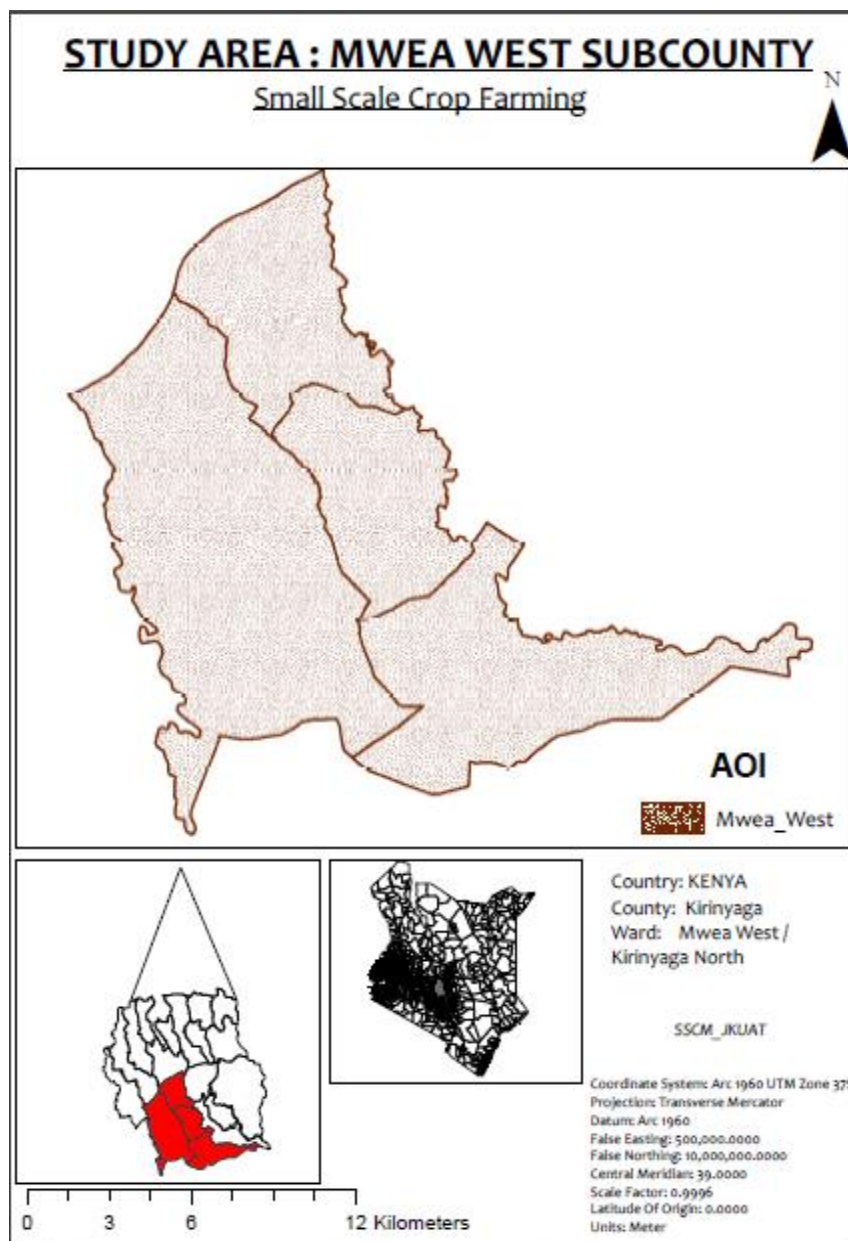 STUDY AREA : MWEA WEST SUBCOUNTY
Small Scale Crop Farming
N
AOI
Mwea_West
Country: KENYA
County: Kirinyaga
Ward: Mwea West /
Kirinyaga North
SSCM_JKUAT
Coordinate System: Arc 1960 UTM Zone 37S
Projection: Transverse Mercator
Datum: Arc 1960
False Easting: 500,000.0000
False Northing: 10,000,000.0000
Central Meridian: 39.0000
Scale Factor: 0.9996
Latitude Of Origin: 0.0000
Units: Meter
0 3 6 12 Kilometers